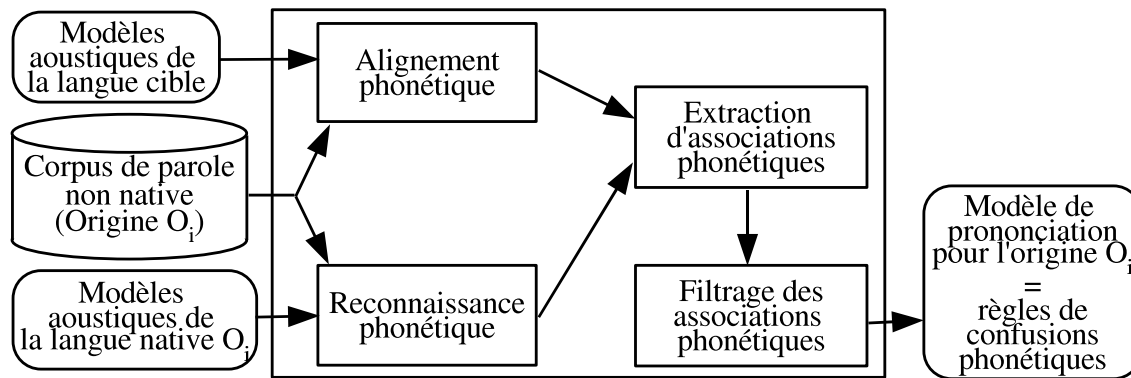 Modèles
aoustiques de
la langue cible
Corpus de parole
non native
(Origine Oi)
Modèles
aoustiques de
la langue native Oi
Alignement
phonétique
Reconnaissance
phonétique
Extraction
d'associations
phonétiques
Filtrage des
associations
phonétiques
Modèle de
prononciation
pour l'origine Oi
=
règles de
confusions
phonétiques